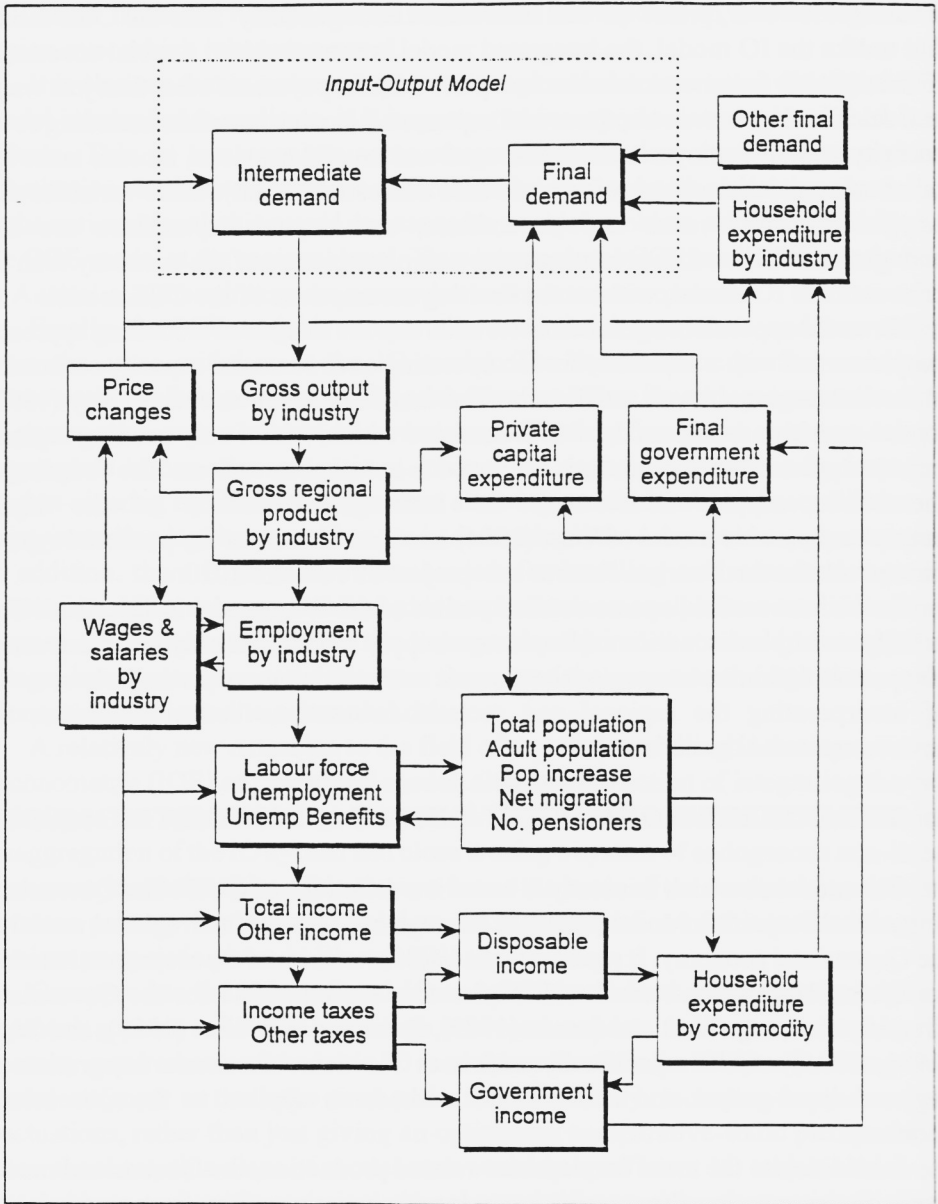 Input-Output Model
Other final
demand
Intermediate
demand
Final
demand
Household
expenditure
by industry
Price
changes
Gross output
by industry
Private
capital
expenditure
Final
government
expenditure
Gross regional
product
by industry
Wages &
salaries
by
industry
Employment
by industry
Total population
Adult population
Pop increase
Net migration
No. pensioners
Labour force
Unemployment
Unemp Benefits
Total income
Other income
Disposable
income
Household
expenditure
by commodity
Income taxes
Other taxes
Government
income